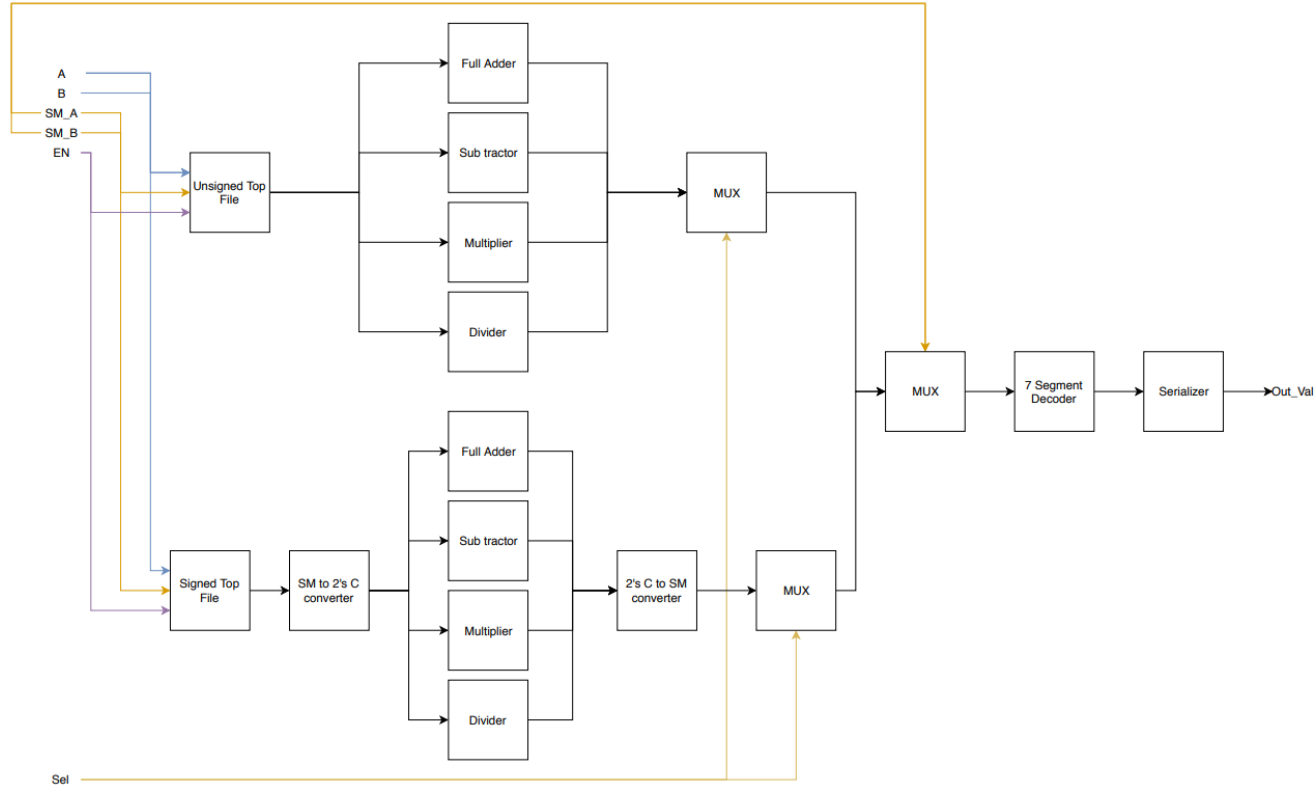 A
B
SM_A
SM_B
EN
Unsigned Top
File
Full Adder
Sub tractor
Multiplier
Divider
MUX
MUX
7 Segment
Decoder
Serializer
Out_Val
Signed Top
File
SM to 2's C
converter
Full Adder
Sub tractor
Multiplier
Divider
2's C to SM
converter
MUX
Sel